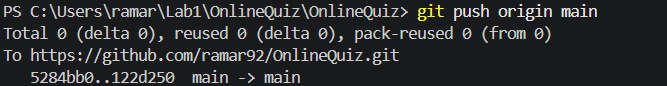 PS C:\Users\ramar\Lab1\OnlineQuiz\OnlineQuiz> git push origin main
Total 0 (delta 0), reused 0 (delta 0), pack-reused 0 (from 0)
To https://github.com/ramar92/OnlineQuiz.git
   5284bb0..122d250  main -> main